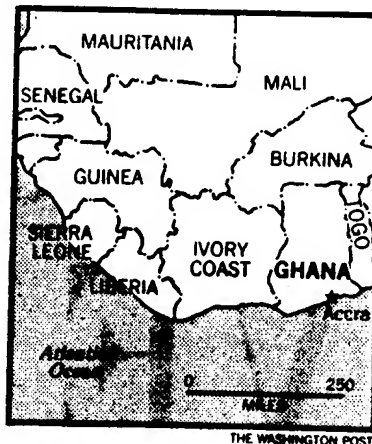 MAURITANIA
MALI
SENEGAL
BURKINA
GUINEA
TOGO
SIERRA
LEONE
IVORY
COAST
GHANA
LIBERIA
Accra
Atlantic
Ocean
0 250
MILES
THE WASHINGTON POST